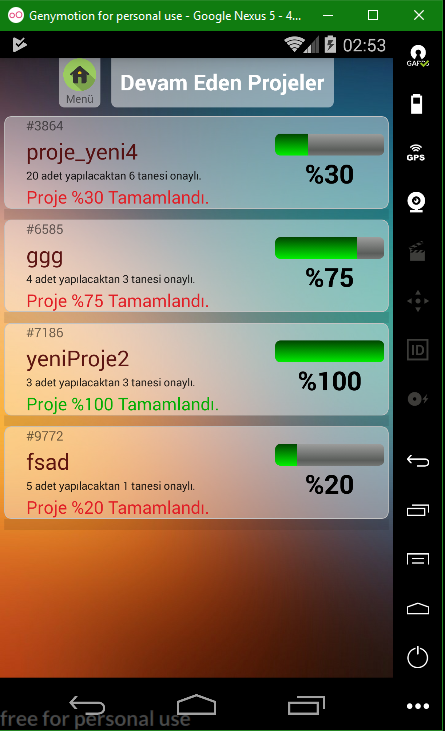 Genymotion for personal use - Google Nexus 5 - 4...
02:53
Menü
Devam Eden Projeler
#3864
proje_yeni4
20 adet yapılacaktan 6 tanesi onaylı.
Proje %30 Tamamlandı.
%30
#6585
ggg
4 adet yapılacaktan 3 tanesi onaylı.
Proje %75 Tamamlandı.
%75
#7186
yeniProje2
3 adet yapılacaktan 3 tanesi onaylı.
Proje %100 Tamamlandı.
%100
#9772
fsad
5 adet yapılacaktan 1 tanesi onaylı.
Proje %20 Tamamlandı.
%20
GPS
ID
free for personal use